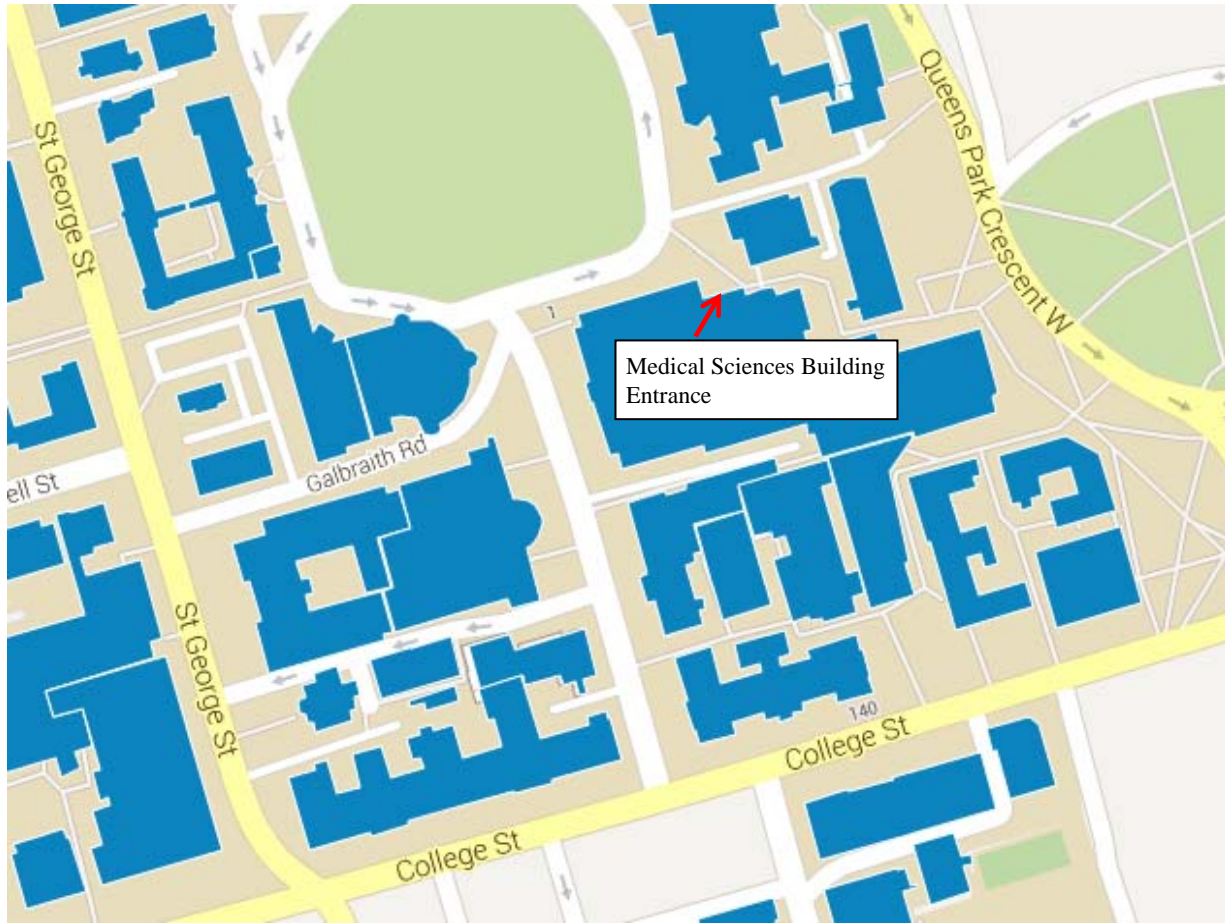 St George St
Queens Park Crescent W
1
Medical Sciences Building
Entrance
Galbraith Rd
ell St
St George St
140
College St
College St